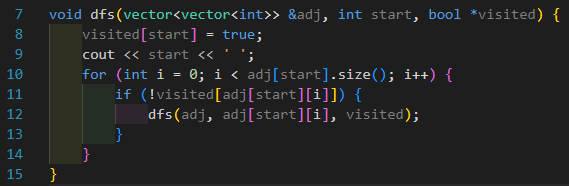 7 void dfs(vector<vector<int>> &adj, int start, bool *visited) {
8     visited[start] = true;
9     cout << start << ' ';
10     for (int i = 0; i < adj[start].size(); i++) {
11         if (!visited[adj[start][i]]) {
12             dfs(adj, adj[start][i], visited);
13         }
14     }
15 }